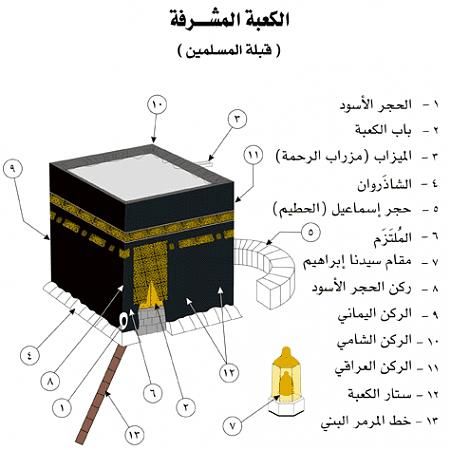 الكعبة المشـــرفة
( قبلة المسلمين )
١ - الحجر الأسود
٢ - باب الكعبة
٣ - الميزاب (مزراب الرحمة)
٤ - الشاذَروان
٥ - حجر إسماعيل (الحطيم)
٦ - المُلتَزَم
٧ - مقام سيدنا إبراهيم
٨ - ركن الحجر الأسود
٩ - الركن اليماني
١٠ - الركن الشامي
١١ - الركن العراقي
١٢ - ستار الكعبة
١٣ - خط المرمر البني
١٠
٣
٩
١١
٥
٤
٨
١
١٣
٦
٢
١٢
٧